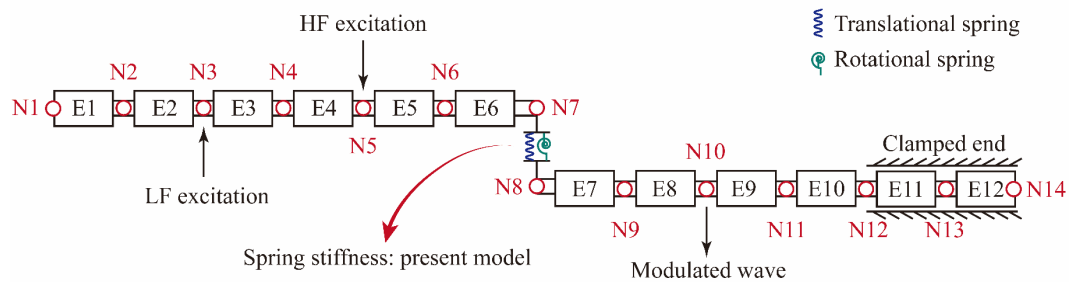 HF excitation
Translational spring
Rotational spring
N2 N3 N4 N6
N1 E1 E2 E3 E4 E5 E6 N7
N5
LF excitation
N10
Clamped end
N8 E7 E8 E9 E10 E11 E12 N14
N9 N11 N12 N13
Spring stiffness: present model
Modulated wave